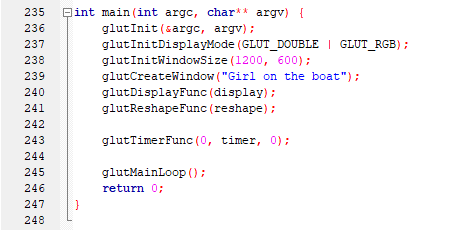 235 int main(int argc, char** argv) {
236 glutInit(&argc, argv);
237 glutInitDisplayMode(GLUT_DOUBLE | GLUT_RGB);
238 glutInitWindowSize(1200, 600);
239 glutCreateWindow("Girl on the boat");
240 glutDisplayFunc(display);
241 glutReshapeFunc(reshape);
242
243 glutTimerFunc(0, timer, 0);
244
245 glutMainLoop();
246 return 0;
247 }
248